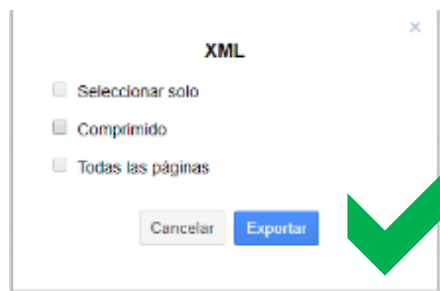 XML
Seleccionar solo
Comprimido
Todas las páginas
Cancelar Exportar